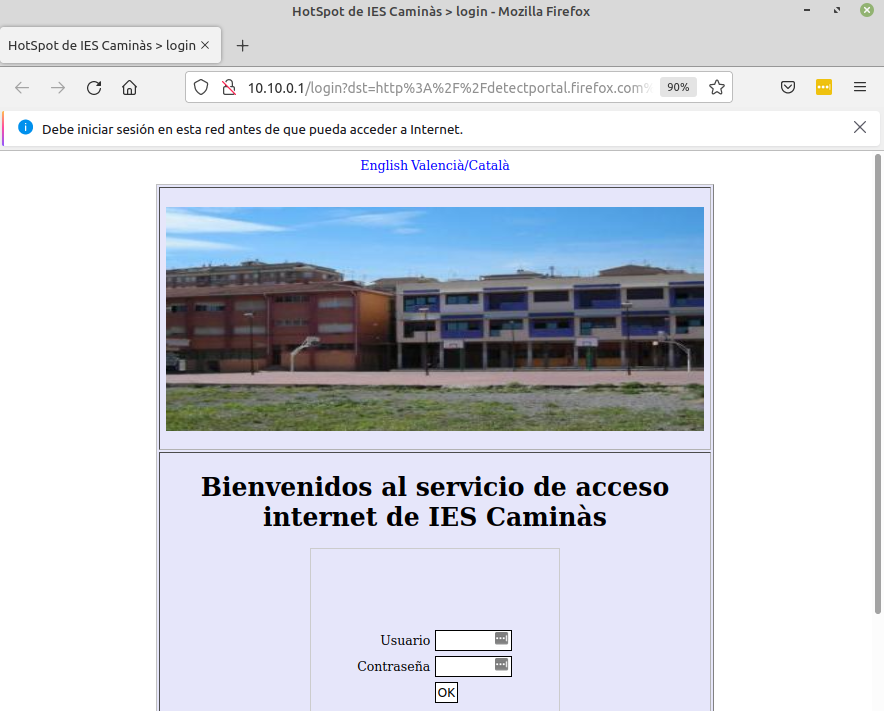 HotSpot de IES Caminàs > login - Mozilla Firefox
HotSpot de IES Caminàs > login
10.10.0.1/login?dst=http%3A%2F%2Fdetectportal.firefox.com%
90%
Debe iniciar sesión en esta red antes de que pueda acceder a Internet.
English Valencià/Català
Bienvenidos al servicio de acceso
internet de IES Caminàs
Usuario
Contraseña
OK